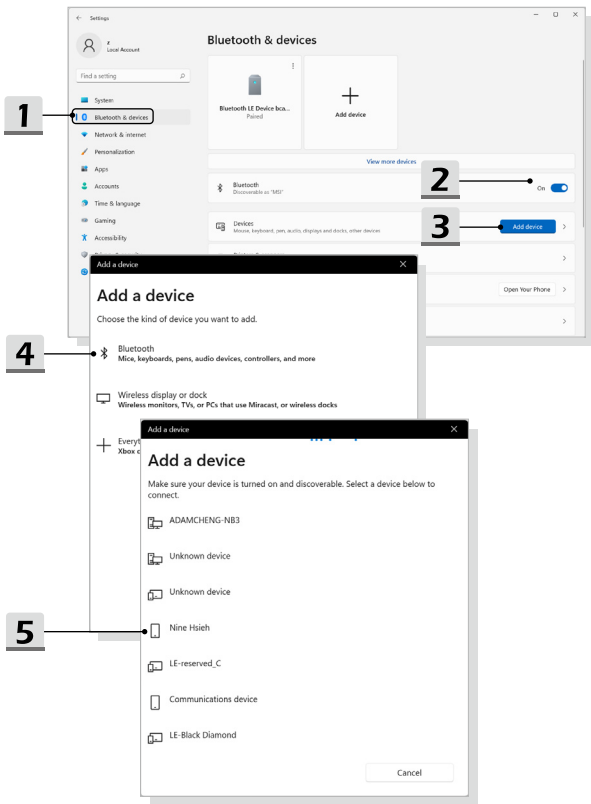 ← Settings
z
Local Account
Find a setting
System
1
Bluetooth & devices
Network & internet
Personalization
Apps
Accounts
Time & language
Gaming
Accessibility
Bluetooth & devices
Bluetooth LE Device bca...
Paired
Add device
View more devices
Bluetooth
Discoverable as "MSI"
2
On
Devices
Mouse, keyboard, pen, audio, displays and docks, other devices
3
Add device
Open Your Phone
Add a device
Add a device
Choose the kind of device you want to add.
4
Bluetooth
Mice, keyboards, pens, audio devices, controllers, and more
Wireless display or dock
Wireless monitors, TVs, or PCs that use Miracast, or wireless docks
Add a device
Add a device
Make sure your device is turned on and discoverable. Select a device below to
connect.
ADAMCHENG-NB3
Unknown device
Unknown device
5
Nine Hsieh
LE-reserved_C
Communications device
LE-Black Diamond
Cancel